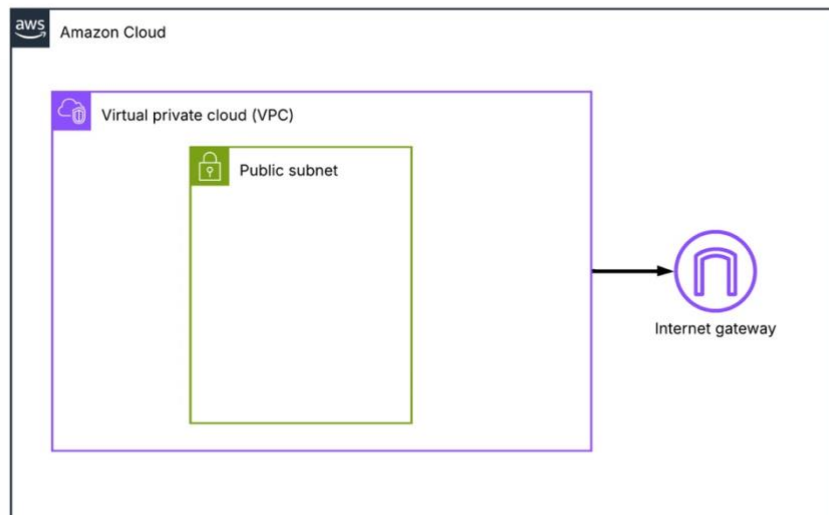 aws
Amazon Cloud
Virtual private cloud (VPC)
Public subnet
Internet gateway